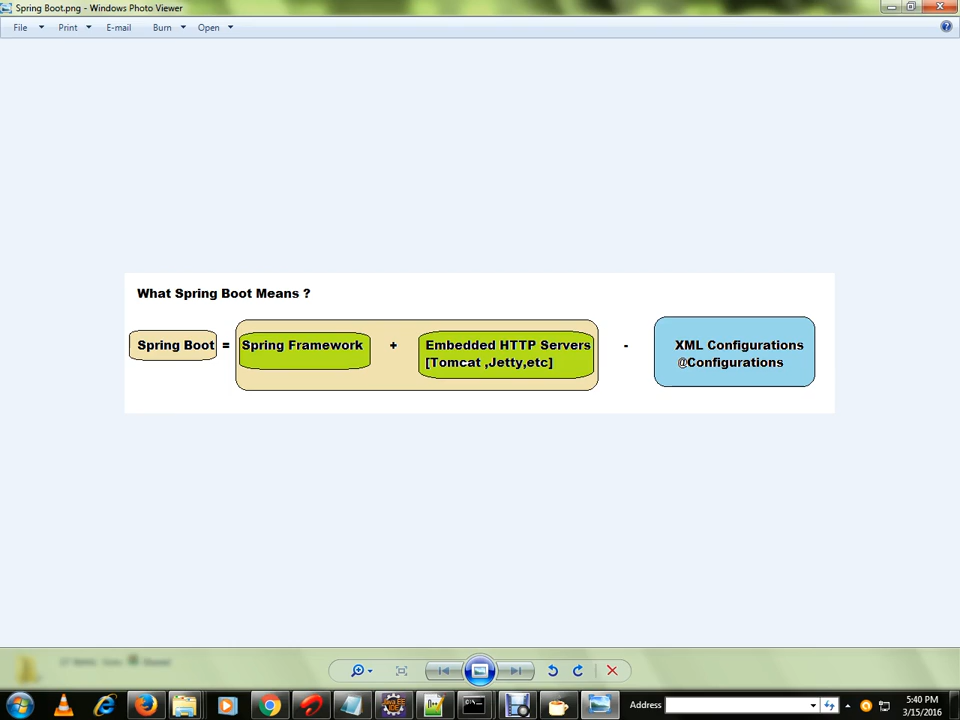 Spring Boot.png - Windows Photo Viewer
File Print E-mail Burn Open
What Spring Boot Means ?
Spring Boot = Spring Framework + Embedded HTTP Servers - XML Configurations
[Tomcat ,Jetty,etc] @Configurations
Address
5:40 PM
3/15/2016